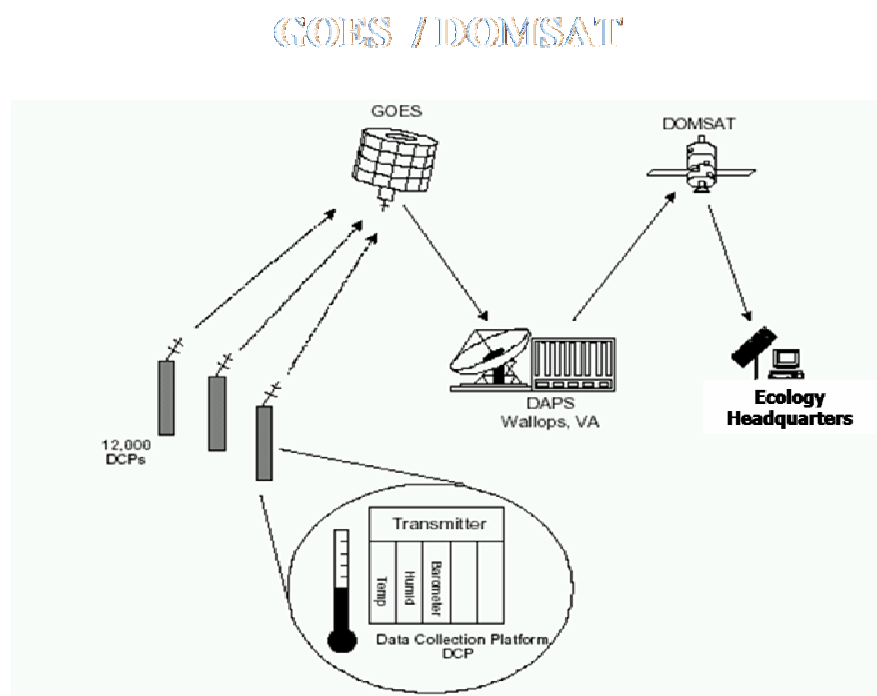 GOES / DOMSAT
GOES
DOMSAT
DAPS
Wallops, VA
Ecology
Headquarters
12,000
DCPs
Transmitter
Temp
Humid
Barometer
Data Collection Platform
DCP